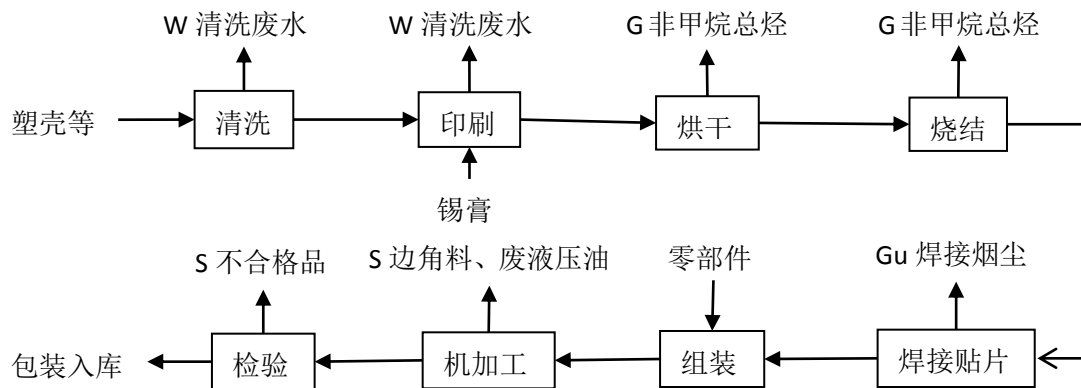 W 清洗废水
W 清洗废水
G 非甲烷总烃
G 非甲烷总烃
塑壳等
清洗
印刷
烘干
烧结
锡膏
S 不合格品
S 边角料、废液压油
零部件
Gu 焊接烟尘
包装入库
检验
机加工
组装
焊接贴片